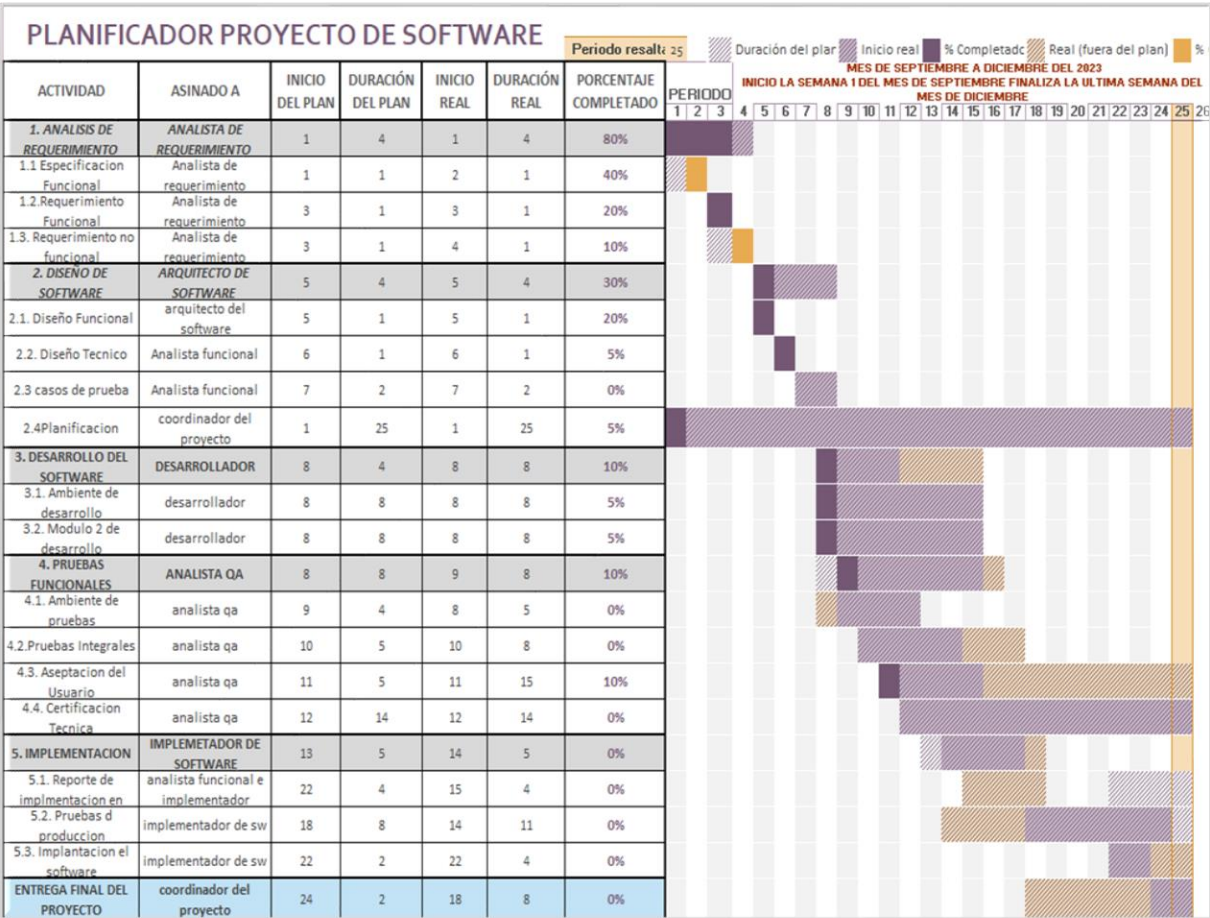 PLANIFICADOR PROYECTO DE SOFTWARE
Periodo resalta 25
Duración del plan
Inicio real
% Completado
Real (fuera del plan)
%
ACTIVIDAD
ASINADO A
INICIO
DEL PLAN
DURACIÓN
DEL PLAN
INICIO
REAL
DURACIÓN
REAL
PORCENTAJE
COMPLETADO
PERIODO
MES DE SEPTIEMBRE A DICIEMBRE DEL 2023
INICIO LA SEMANA 1 DEL MES DE SEPTIEMBRE FINALIZA LA ULTIMA SEMANA DEL
MES DE DICIEMBRE
1 2 3 4 5 6 7 8 9 10 11 12 13 14 15 16 17 18 19 20 21 22 23 24 25 26
1. ANALISIS DE
REQUERIMIENTO
ANALISTA DE
REQUERIMIENTO
1 4 1 4 80%
1.1 Especificacion
Funcional
Analista de
requerimiento
1 1 2 1 40%
1.2.Requerimiento
Funcional
Analista de
requerimiento
3 1 3 1 20%
1.3. Requerimiento no
funcional
Analista de
requerimiento
3 1 4 1 10%
2. DISEÑO DE
SOFTWARE
ARQUITECTO DE
SOFTWARE
5 4 5 4 30%
2.1. Diseño Funcional
arquitecto del
software
5 1 5 1 20%
2.2. Diseño Tecnico
Analista funcional
6 1 6 1 5%
2.3 casos de prueba
Analista funcional
7 2 7 2 0%
2.4Planificacion
coordinador del
proyecto
1 25 1 25 5%
3. DESARROLLO DEL
SOFTWARE
DESARROLLADOR
8 4 8 8 10%
3.1. Ambiente de
desarrollo
desarrollador
8 8 8 8 5%
3.2. Modulo 2 de
desarrollo
desarrollador
8 8 8 8 5%
4. PRUEBAS
FUNCIONALES
ANALISTA QA
8 8 9 8 10%
4.1. Ambiente de
pruebas
analista qa
9 4 8 5 0%
4.2.Pruebas Integrales
analista qa
10 5 10 8 0%
4.3. Aseptacion del
Usuario
analista qa
11 5 11 15 10%
4.4. Certificacion
Tecnica
analista qa
12 14 12 14 0%
5. IMPLEMENTACION
IMPLEMETADOR DE
SOFTWARE
13 5 14 5 0%
5.1. Reporte de
implmentacion en
analista funcional e
implementador
22 4 15 4 0%
5.2. Pruebas d
produccion
implementador de sw
18 8 14 11 0%
5.3. Implantacion el
software
implementador de sw
22 2 22 4 0%
ENTREGA FINAL DEL
PROYECTO
coordinador del
proyecto
24 2 18 8 0%